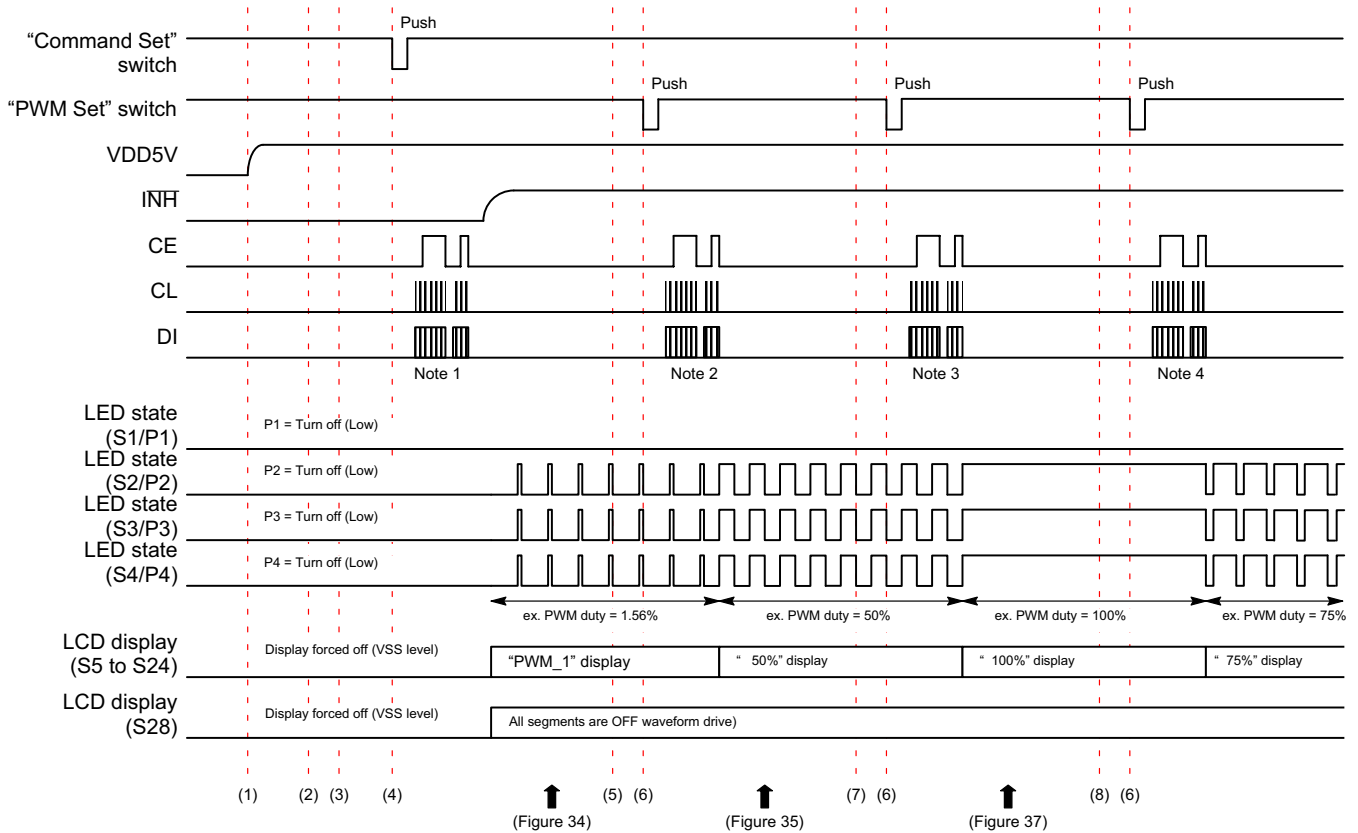 Push
“Command Set”
switch
Push
Push
Push
“PWM Set” switch
VDD5V
INH
CE
CL
DI
Note 1
Note 2
Note 3
Note 4
LED state
(S1/P1)
P1 = Turn off (Low)
LED state
(S2/P2)
P2 = Turn off (Low)
LED state
(S3/P3)
P3 = Turn off (Low)
LED state
(S4/P4)
P4 = Turn off (Low)
ex. PWM duty = 1.56%
ex. PWM duty = 50%
ex. PWM duty = 100%
ex. PWM duty = 75%
LCD display
(S5 to S24)
Display forced off (VSS level)
“PWM_1” display
“ 50%” display
“ 100%” display
“ 75%” display
LCD display
(S28)
Display forced off (VSS level)
All segments are OFF waveform drive)
(1)
(2)
(3)
(4)
(5)
(6)
(7)
(6)
(8)
(6)
(Figure 34)
(Figure 35)
(Figure 37)